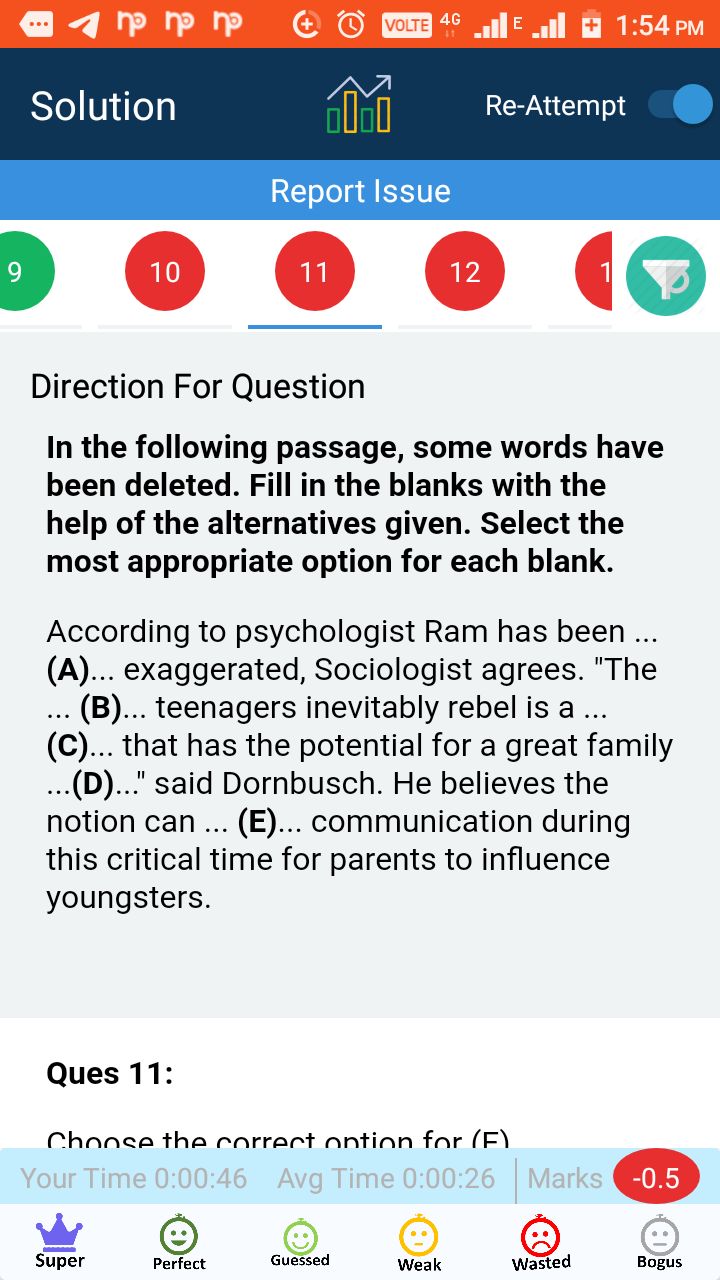 VOLTE 4G E 1:54 PM
Solution Re-Attempt
Report Issue
9 10 11 12 1
Direction For Question
In the following passage, some words have
been deleted. Fill in the blanks with the
help of the alternatives given. Select the
most appropriate option for each blank.
According to psychologist Ram has been ...
(A)... exaggerated, Sociologist agrees. "The
... (B)... teenagers inevitably rebel is a ...
(C)... that has the potential for a great family
...(D)..." said Dornbusch. He believes the
notion can ... (E)... communication during
this critical time for parents to influence
youngsters.
Ques 11:
Choose the correct option for (E)
Your Time 0:00:46 Avg Time 0:00:26 Marks -0.5
Super Perfect Guessed Weak Wasted Bogus